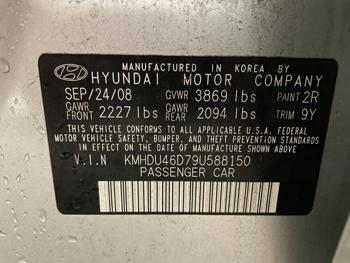 MANUFACTURED IN KOREA BY
HYUNDAI MOTOR COMPANY
SEP/24/08 GVWR 3869 lbs PAINT 2R
GAWR FRONT 2227 lbs GAWR REAR 2094 lbs TRIM 9Y
THIS VEHICLE CONFORMS TO ALL APPLICABLE U.S. FEDERAL
MOTOR VEHICLE SAFETY, BUMPER, AND THEFT PREVENTION
STANDARDS IN EFFECT ON THE DATE OF MANUFACTURE SHOWN ABOVE.
V.I.N KMHDU46D79U588150
PASSENGER CAR